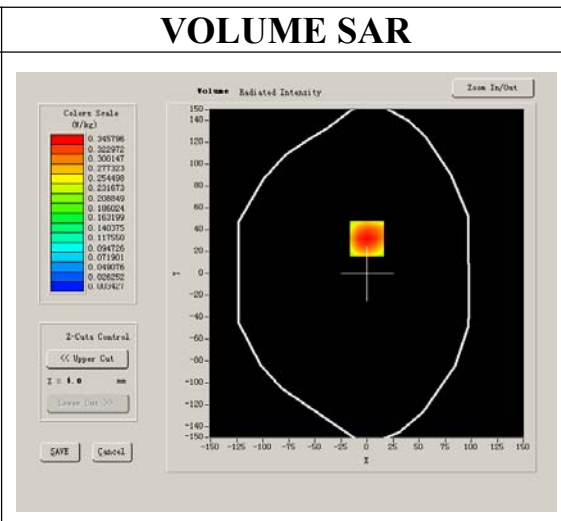 VOLUME SAR
Volume Radiated Intensity
Zoom In/Out
Colors Scale
(W/kg)
0.345796
0.322972
0.300147
0.277323
0.254498
0.231673
0.208849
0.186024
0.163199
0.140375
0.117550
0.094726
0.071901
0.049076
0.026252
0.003427
Z-Cuts Control
<< Upper Cut
Z = 4.0 mm
Lower Cut >>
SAVE Cancel
150
120
100
80
60
40
20
0
-20
-40
-60
-80
-100
-120
-140
-150
Y
-150 -125 -100 -75 -50 -25 0 25 50 75 100 125 150
X